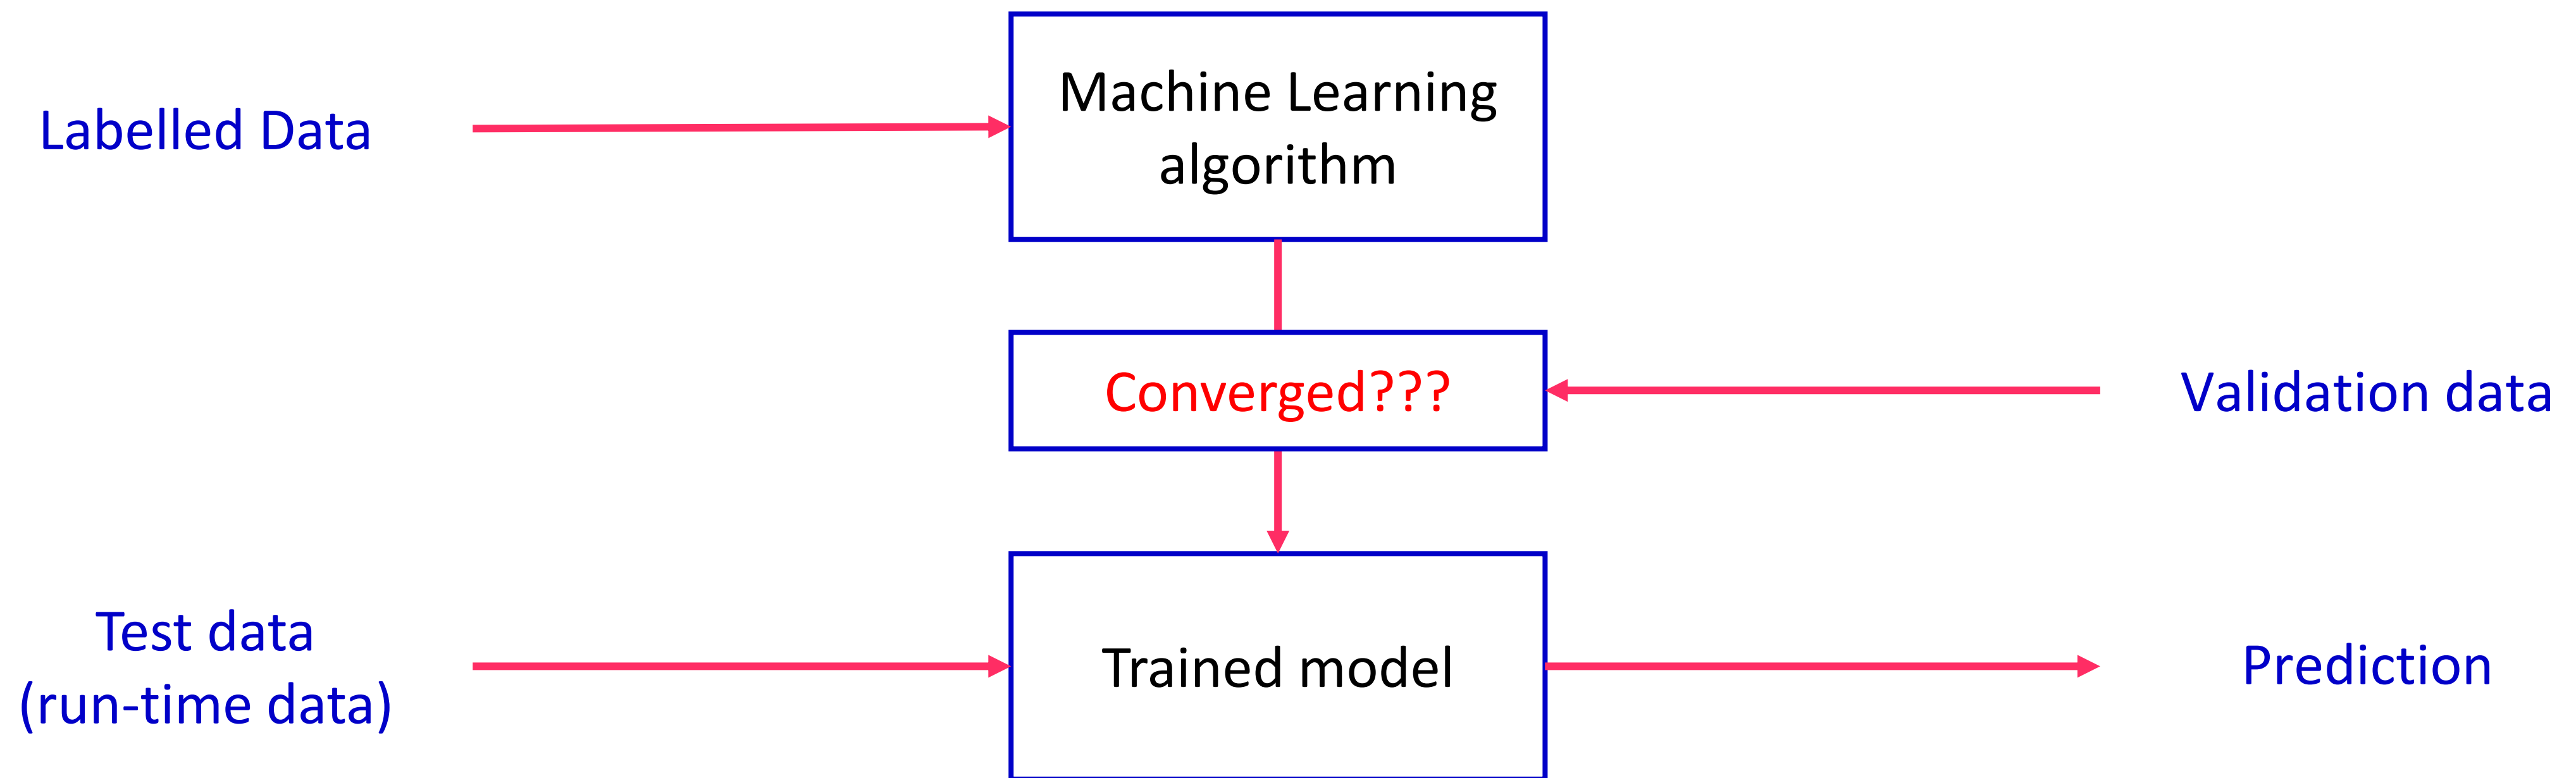 Machine Learning
algorithm
Labelled Data
Converged???
Validation data
Test data
(run-time data)
Trained model
Prediction